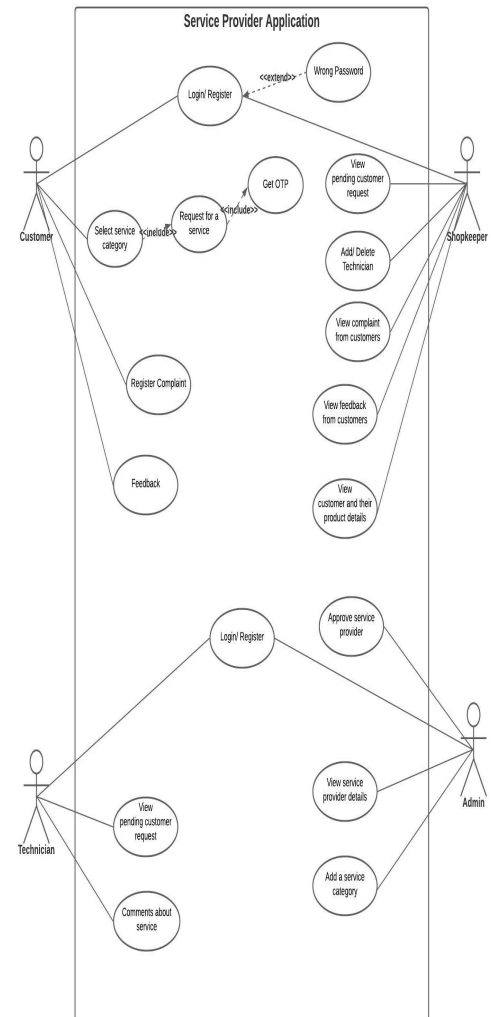 Service Provider Application
Wrong Password
<<extend>>
Login/ Register
Get OTP
View
pending customer
request
<<include>>
Request for a
service
Customer
Select service
category
<<include>>
Shopkeeper
Add/ Delete
Technician
View complaint
from customers
Register Complaint
View feedback
from customers
Feedback
View
customer and their
product details
Approve service
provider
Login/ Register
View service
provider details
Admin
View
pending customer
request
Technician
Add a service
category
Comments about
service